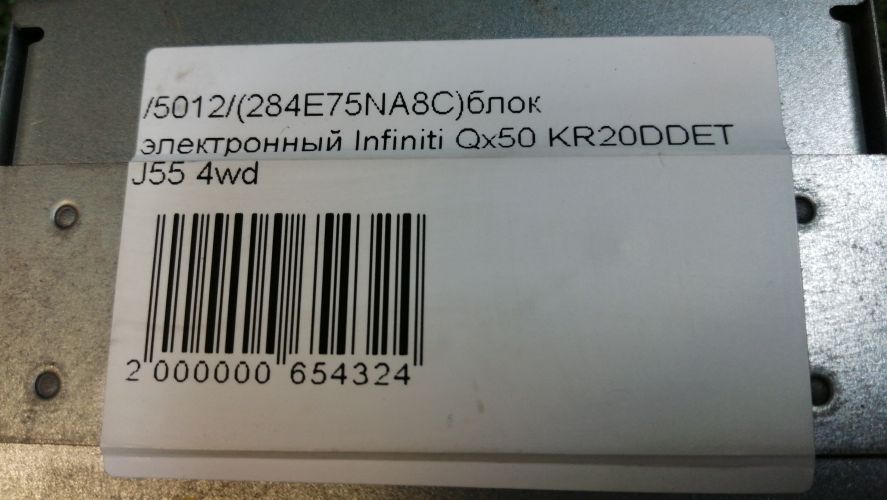 /5012/(284E75NA8C)блок
электронный Infiniti Qx50 KR20DDET
J55 4wd
2 000000 654324